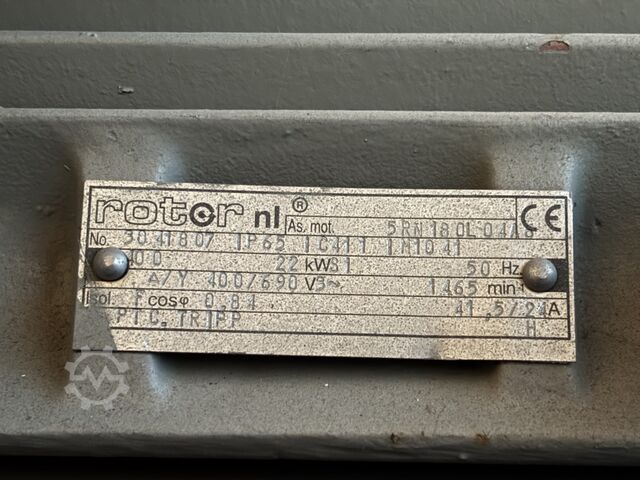 rotor nl ® As. mot. 5RN180L04/8 CE
No. 3041807 IP65 IC411 IM1041
22 kW S1 50 Hz
Δ/Y 400/690 V 3~ 1465 min
Isol. F cosφ 0.84 41,5/24 A
PTC, TRIPP H